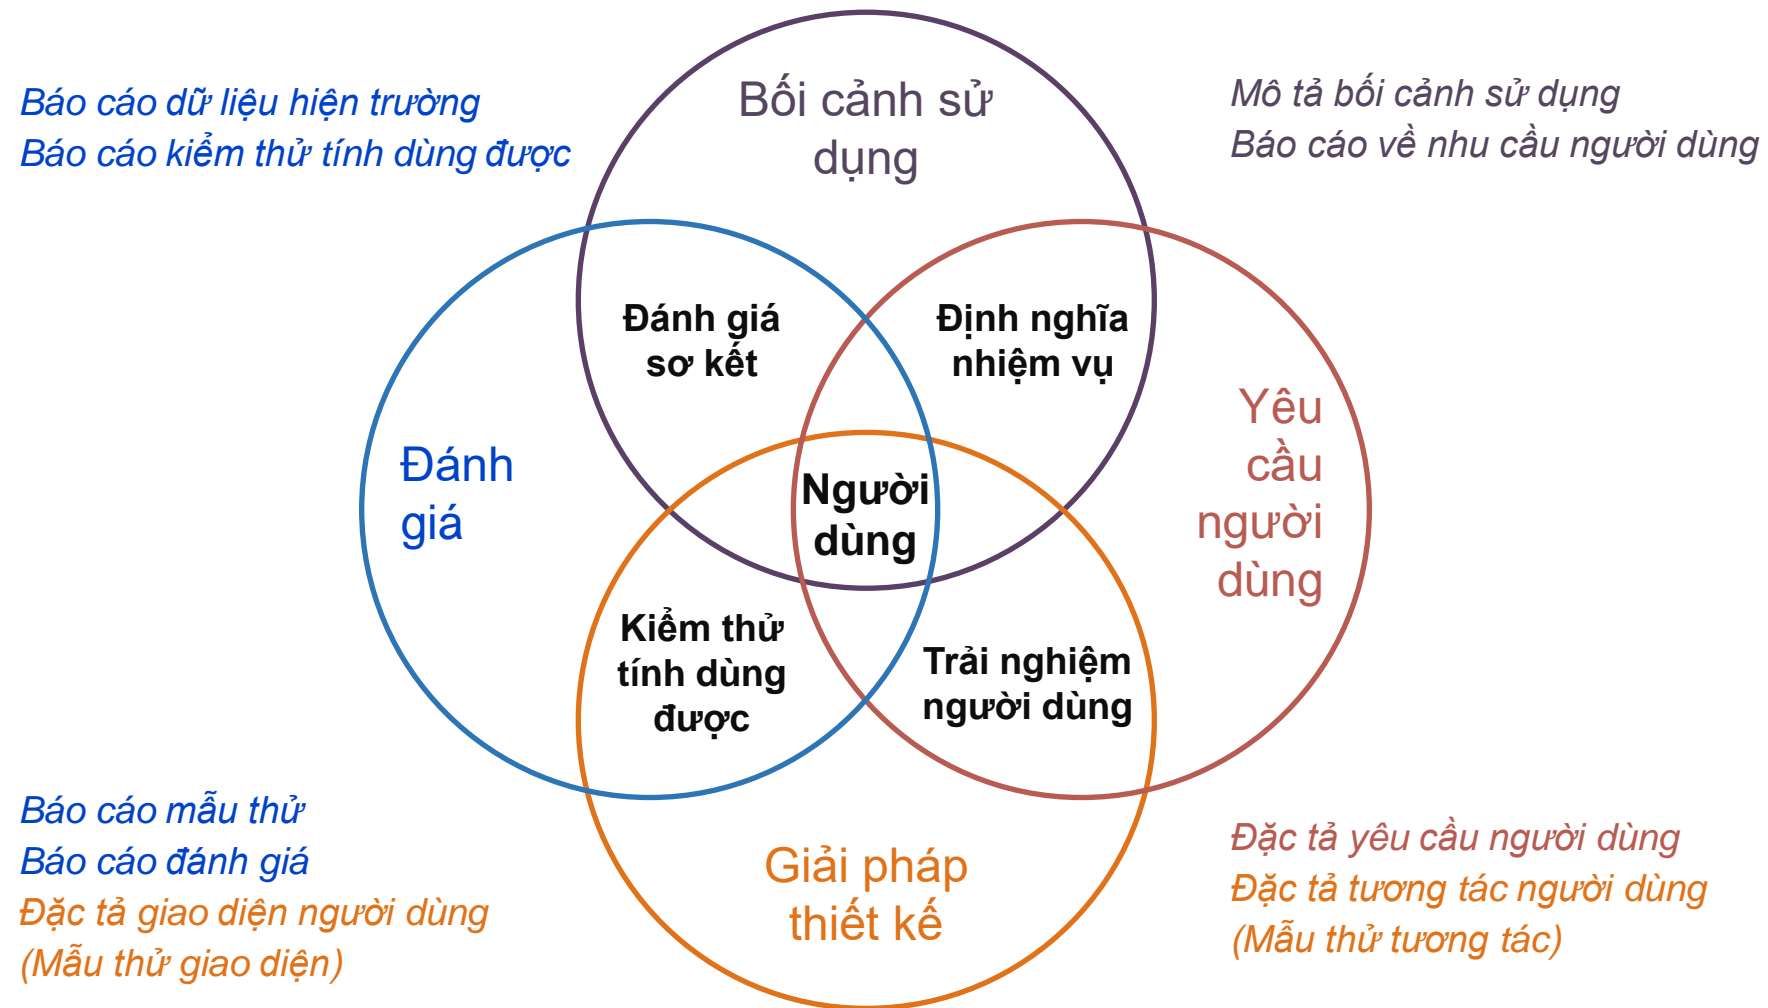 Báo cáo dữ liệu hiện trường
Báo cáo kiểm thử tính dùng được
Bối cảnh sử
dụng
Mô tả bối cảnh sử dụng
Báo cáo về nhu cầu người dùng
Đánh giá
sơ kết
Định nghĩa
nhiệm vụ
Đánh
giá
Người
dùng
Yêu
cầu
người
dùng
Kiểm thử
tính dùng
được
Trải nghiệm
người dùng
Báo cáo mẫu thử
Báo cáo đánh giá
Đặc tả giao diện người dùng
(Mẫu thử giao diện)
Giải pháp
thiết kế
Đặc tả yêu cầu người dùng
Đặc tả tương tác người dùng
(Mẫu thử tương tác)